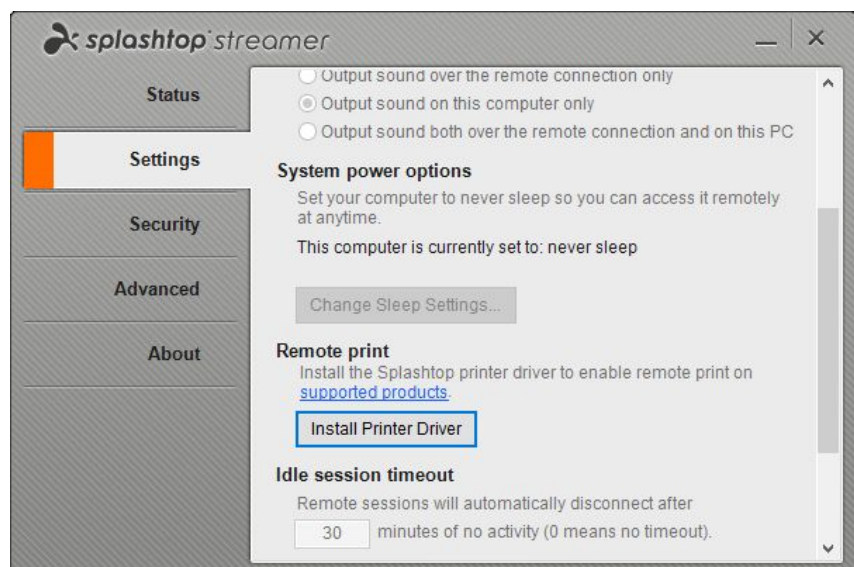 splashtop streamer
Status
Settings
Security
Advanced
About
Output sound over the remote connection only
Output sound on this computer only
Output sound both over the remote connection and on this PC
System power options
Set your computer to never sleep so you can access it remotely
at anytime.
This computer is currently set to: never sleep
Change Sleep Settings...
Remote print
Install the Splashtop printer driver to enable remote print on
supported products.
Install Printer Driver
Idle session timeout
Remote sessions will automatically disconnect after
30 minutes of no activity (0 means no timeout).